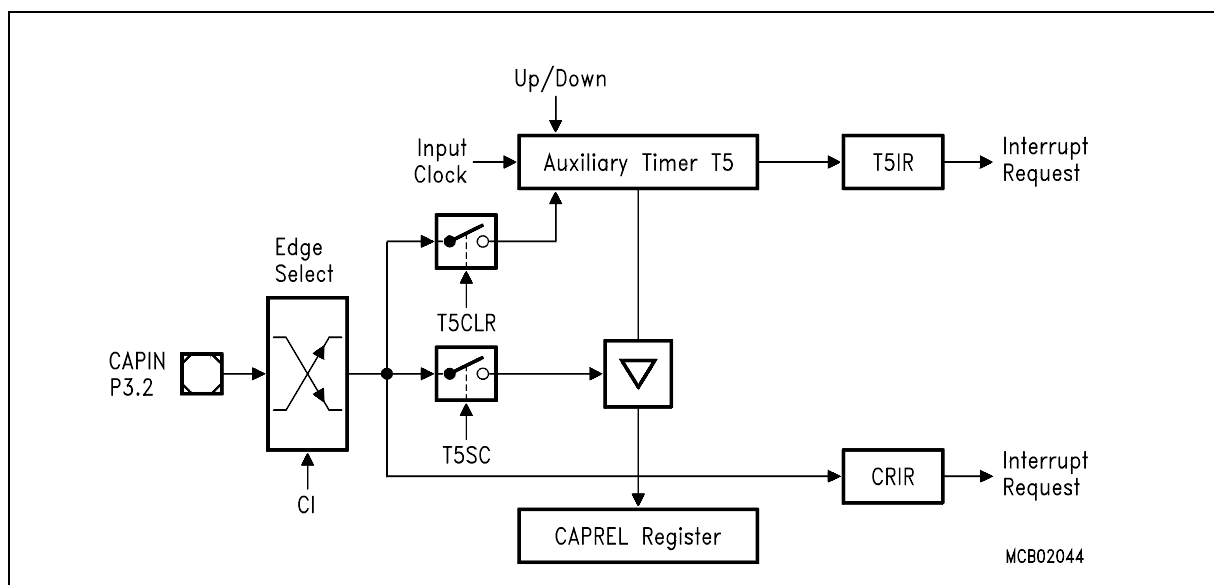 Up/Down
Input
Clock
Auxiliary Timer T5
T5IR
Interrupt
Request
Edge
Select
T5CLR
CAPIN
P3.2
T5SC
CI
CRIR
Interrupt
Request
CAPREL Register
MCB02044